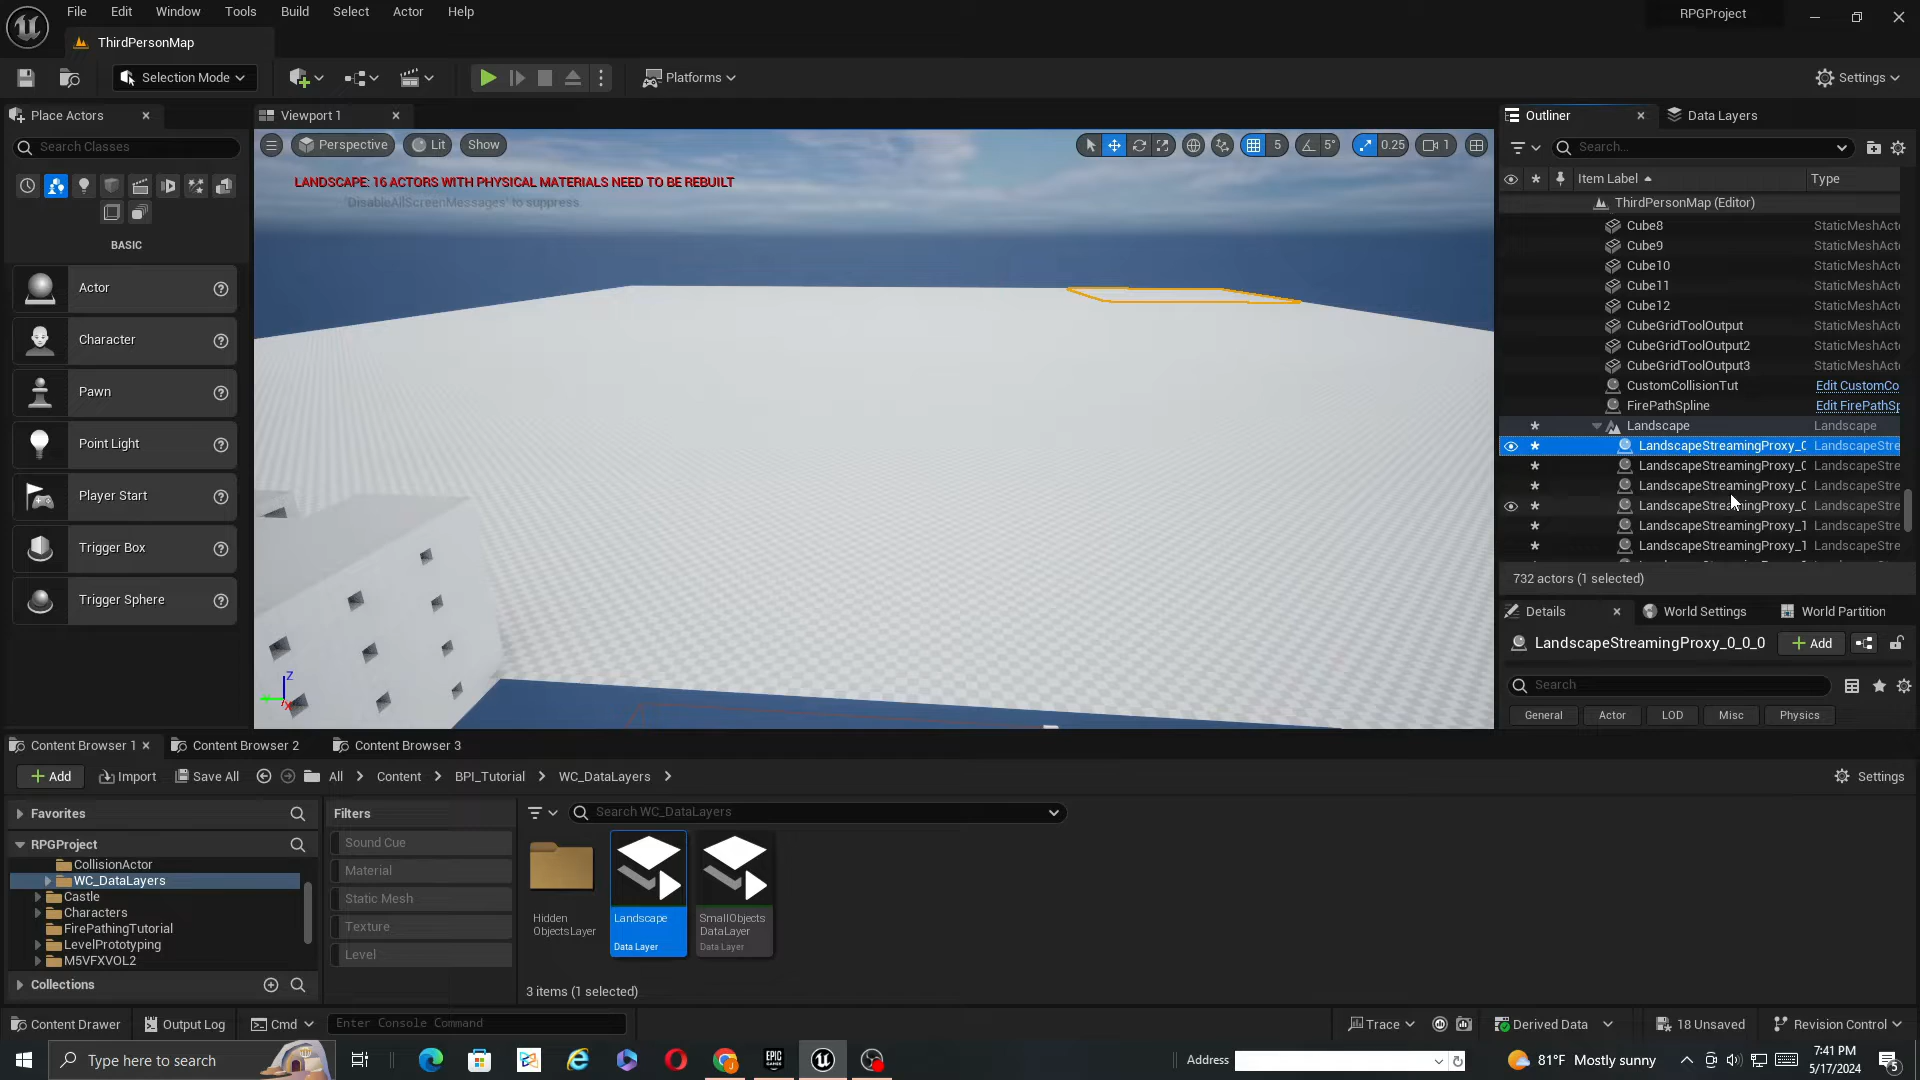 File Edit Window Tools Build Select Actor Help
RPGProject
ThirdPersonMap
Selection Mode
Platforms
Settings
Place Actors
Search Classes
BASIC
Actor
Character
Pawn
Point Light
Player Start
Trigger Box
Trigger Sphere
Viewport 1
Perspective Lit Show
5 5° 0.25 1
LANDSCAPE: 16 ACTORS WITH PHYSICAL MATERIALS NEED TO BE REBUILT
'DisableAllScreenMessages' to suppress.
Z
Outliner Data Layers
Search...
Item Label Type
ThirdPersonMap (Editor)
Cube8 StaticMeshActo
Cube9 StaticMeshActo
Cube10 StaticMeshActo
Cube11 StaticMeshActo
Cube12 StaticMeshActo
CubeGridToolOutput StaticMeshActo
CubeGridToolOutput2 StaticMeshActo
CubeGridToolOutput3 StaticMeshActo
CustomCollisionTut Edit CustomCo
FirePathSpline Edit FirePathSp
Landscape Landscape
LandscapeStreamingProxy_0 LandscapeStre
LandscapeStreamingProxy_0 LandscapeStre
LandscapeStreamingProxy_0 LandscapeStre
LandscapeStreamingProxy_0 LandscapeStre
LandscapeStreamingProxy_1 LandscapeStre
LandscapeStreamingProxy_1 LandscapeStre
732 actors (1 selected)
Details World Settings World Partition
LandscapeStreamingProxy_0_0_0 Add
Search
General Actor LOD Misc Physics
Content Browser 1 Content Browser 2 Content Browser 3
Add Import Save All All Content BPI_Tutorial WC_DataLayers
Settings
Favorites
RPGProject
CollisionActor
WC_DataLayers
Castle
Characters
FirePathingTutorial
LevelPrototyping
M5VFXVOL2
Collections
Filters
Sound Cue
Material
Static Mesh
Texture
Level
Search WC_DataLayers
Hidden
ObjectsLayer
Landscape
Data Layer
SmallObjects
DataLayer
Data Layer
3 items (1 selected)
Content Drawer Output Log Cmd Enter Console Command
Trace Derived Data 18 Unsaved Revision Control
Type here to search
Address
81°F Mostly sunny
7:41 PM
5/17/2024
5